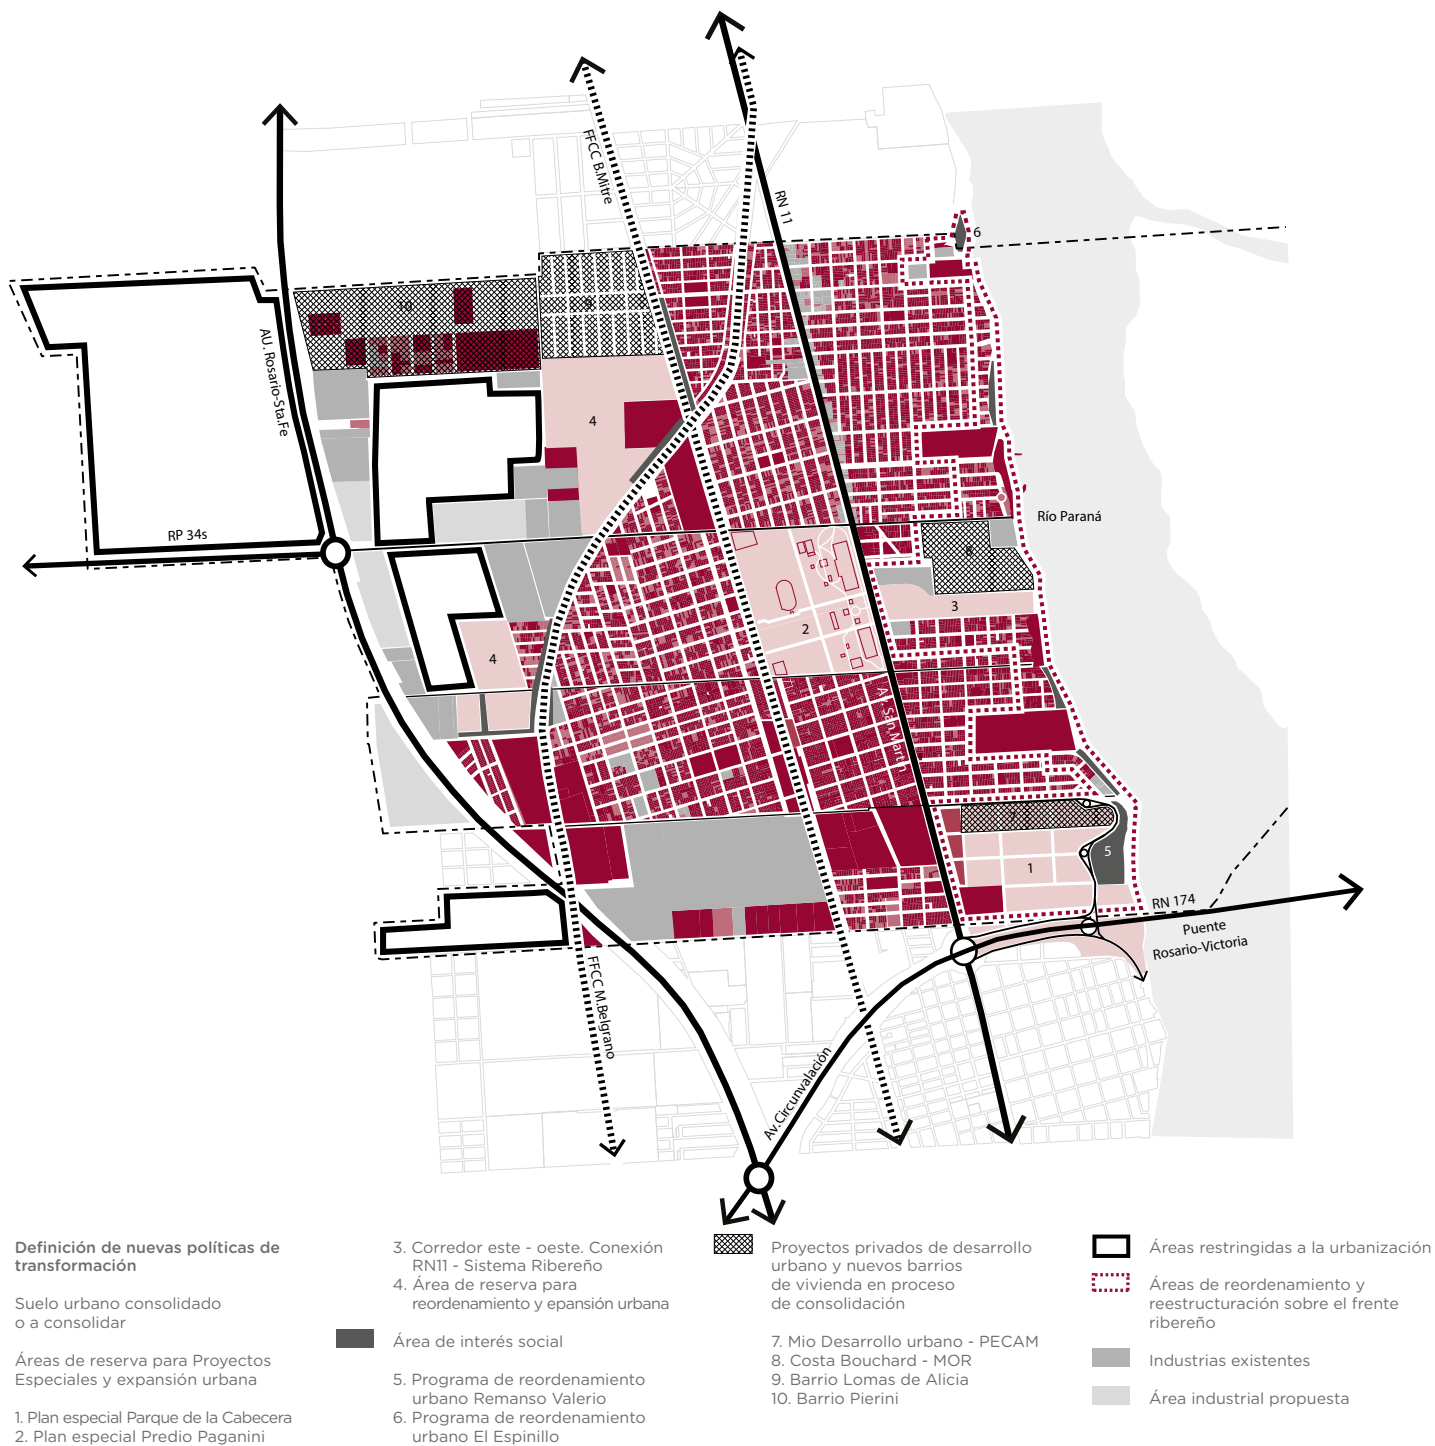 FFCC B.Mitre
RN 11
6
10
9
AU. Rosario-Sta.Fe
4
Río Paraná
RP 34s
8
3
2
4
Av. San Martín
7
5
1
RN 174
Puente
Rosario-Victoria
FFCC M.Belgrano
Av.Circunvalación
Definición de nuevas políticas de
transformación
Suelo urbano consolidado
o a consolidar
Áreas de reserva para Proyectos
Especiales y expansión urbana
1. Plan especial Parque de la Cabecera
2. Plan especial Predio Paganini
3. Corredor este - oeste. Conexión
RN11 - Sistema Ribereño
4. Área de reserva para
reordenamiento y epansión urbana
Área de interés social
5. Programa de reordenamiento
urbano Remanso Valerio
6. Programa de reordenamiento
urbano El Espinillo
Proyectos privados de desarrollo
urbano y nuevos barrios
de vivienda en proceso
de consolidación
7. Mio Desarrollo urbano - PECAM
8. Costa Bouchard - MOR
9. Barrio Lomas de Alicia
10. Barrio Pierini
Áreas restringidas a la urbanización
Áreas de reordenamiento y
reestructuración sobre el frente
ribereño
Industrias existentes
Área industrial propuesta